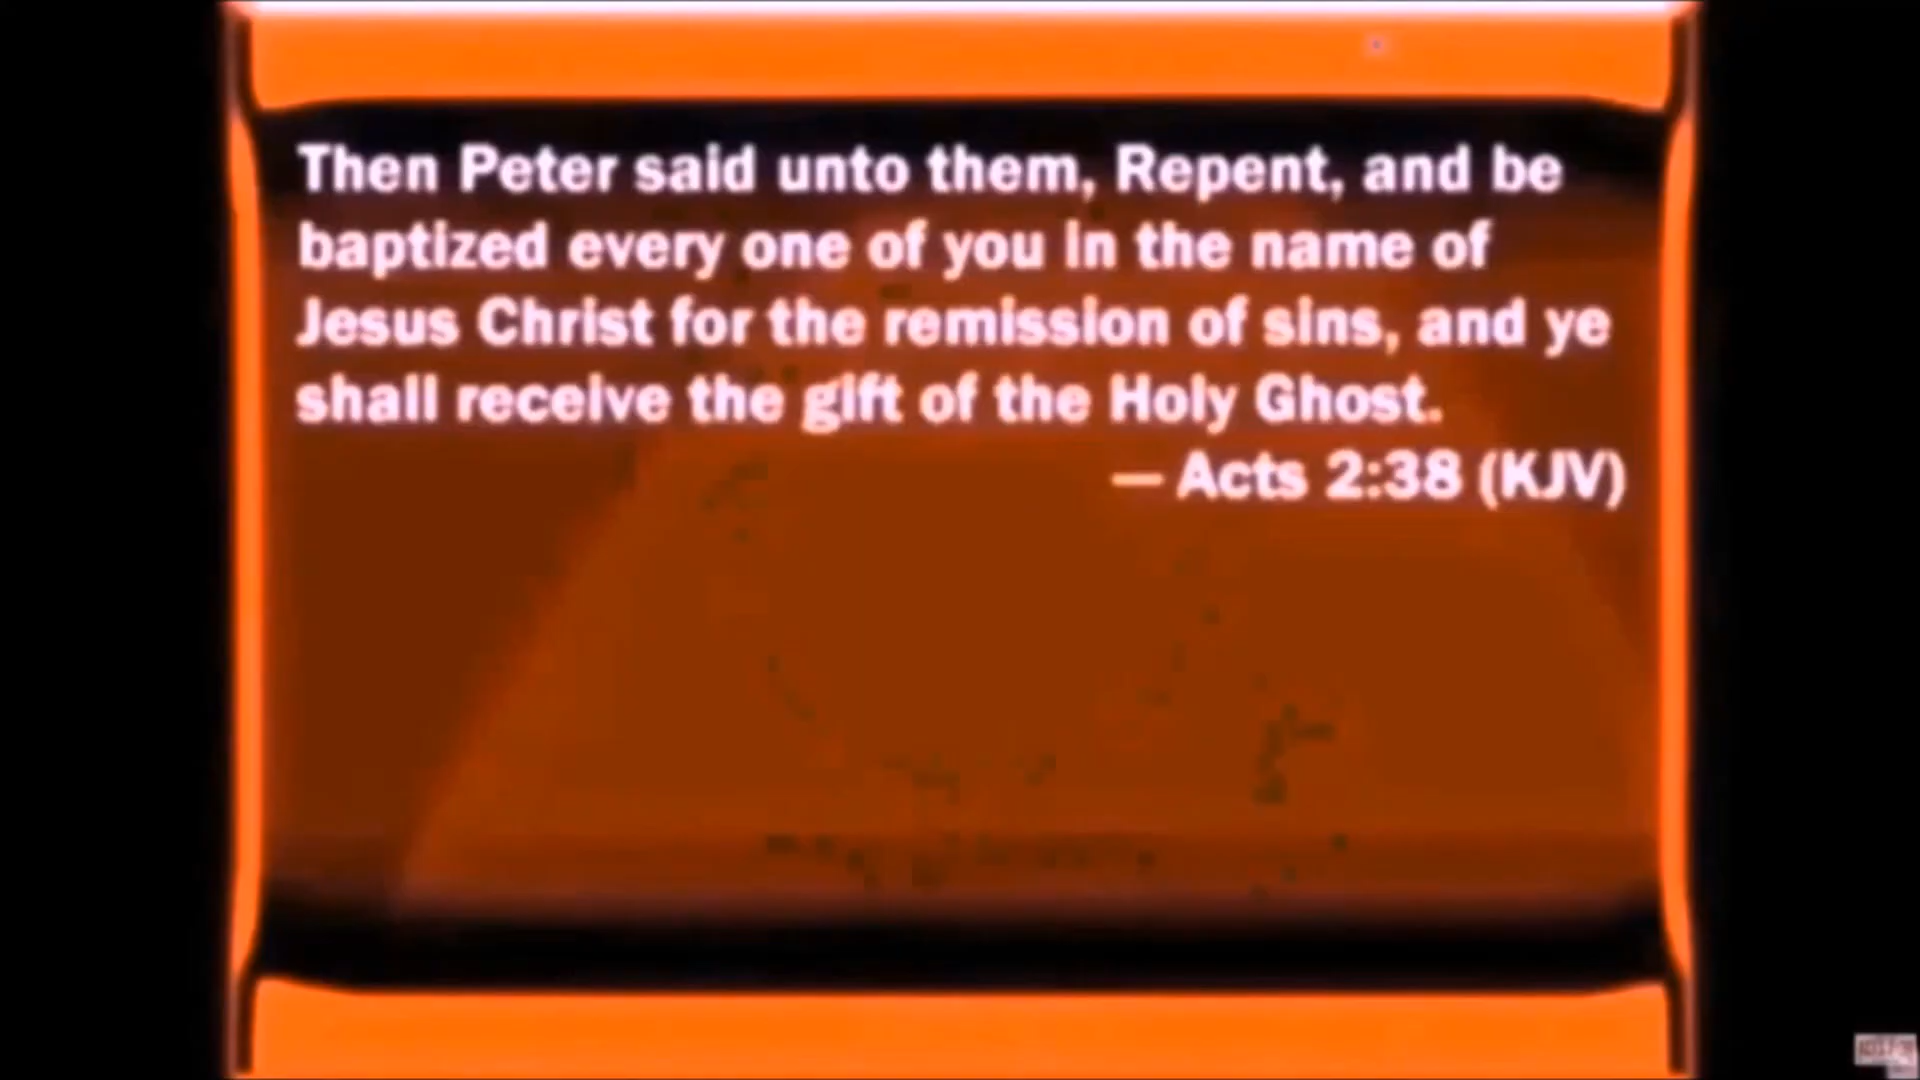 Then Peter said unto them, Repent, and be
baptized every one of you in the name of
Jesus Christ for the remission of sins, and ye
shall receive the gift of the Holy Ghost.
— Acts 2:38 (KJV)